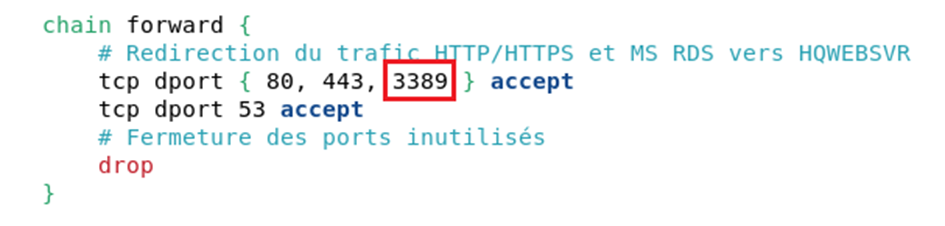 chain forward {
# Redirection du trafic HTTP/HTTPS et MS RDS vers HQWEBSVR
tcp dport { 80, 443, 3389 } accept
tcp dport 53 accept
# Fermeture des ports inutilisés
drop
}